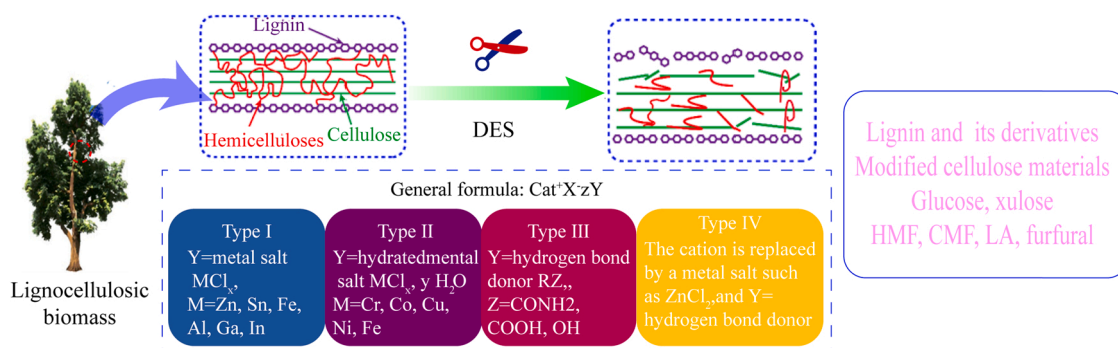 Lignin
Hemicelluloses
Cellulose
DES
Lignocellulosic
biomass
General formula: Cat⁺X⁻zY
Type I
Y=metal salt
MClₓ,
M=Zn, Sn, Fe,
Al, Ga, In
Type II
Y=hydratedmental
salt MClₓ, y H₂O
M=Cr, Co, Cu,
Ni, Fe
Type III
Y=hydrogen bond
donor RZ,,
Z=CONH2,
COOH, OH
Type IV
The cation is replaced
by a metal salt such
as ZnCl₂,and Y=
hydrogen bond donor
Lignin and its derivatives
Modified cellulose materials
Glucose, xulose
HMF, CMF, LA, furfural